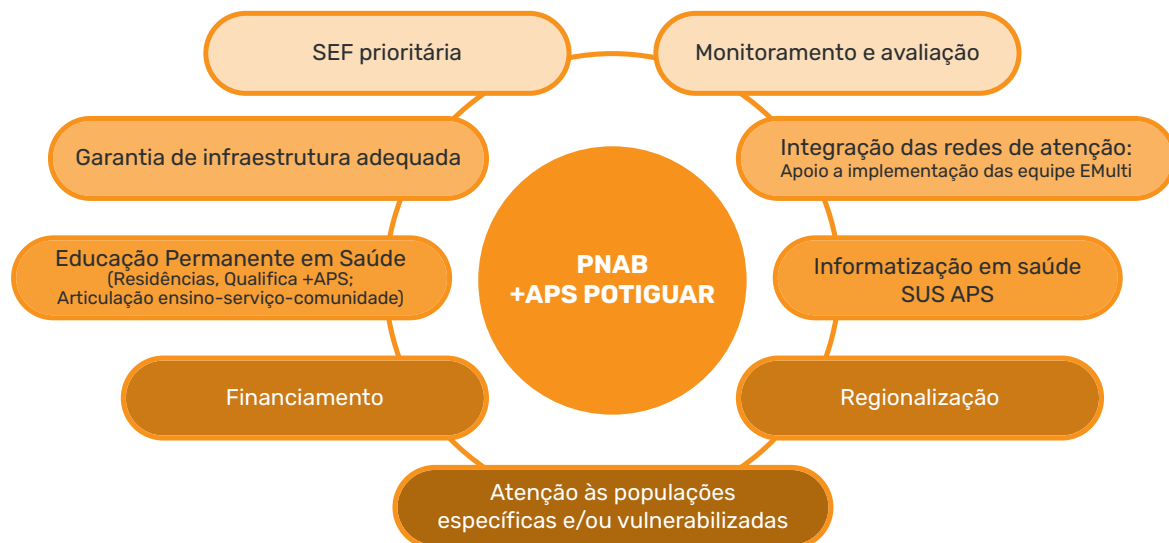 SEF prioritária
Monitoramento e avaliação
Garantia de infraestrutura adequada
Integração das redes de atenção:
Apoio a implementação das equipe EMulti
Educação Permanente em Saúde
(Residências, Qualifica +APS;
Articulação ensino-serviço-comunidade)
PNAB
+APS POTIGUAR
Informatização em saúde
SUS APS
Financiamento
Regionalização
Atenção às populações
específicas e/ou vulnerabilizadas